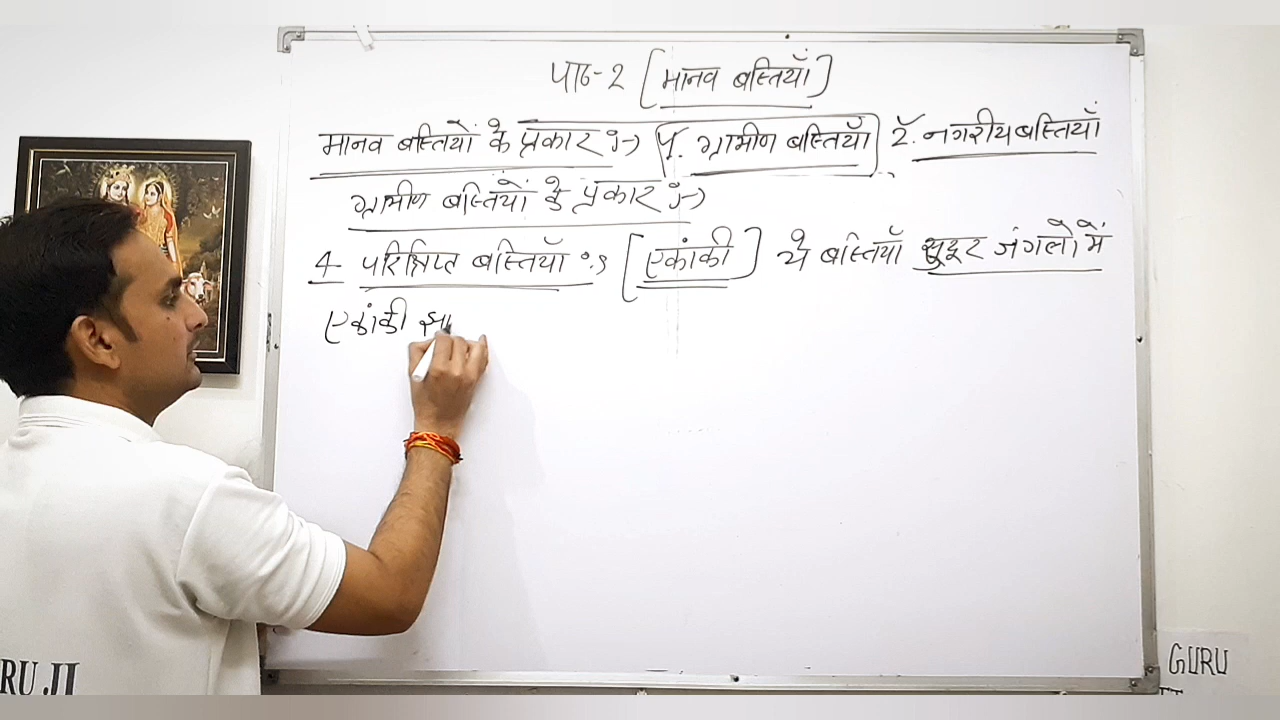 पाठ-2 [मानव बस्तियाँ]
मानव बस्तियों के प्रकार :-> 1. ग्रामीण बस्तियाँ 2. नगरीय बस्तियाँ
ग्रामीण बस्तियों के प्रकार :->
4 परिक्षिप्त बस्तियाँ :> [एकांकी] ये बस्तियाँ सुदूर जंगलों में
एकांकी झा
RU JI
GURU